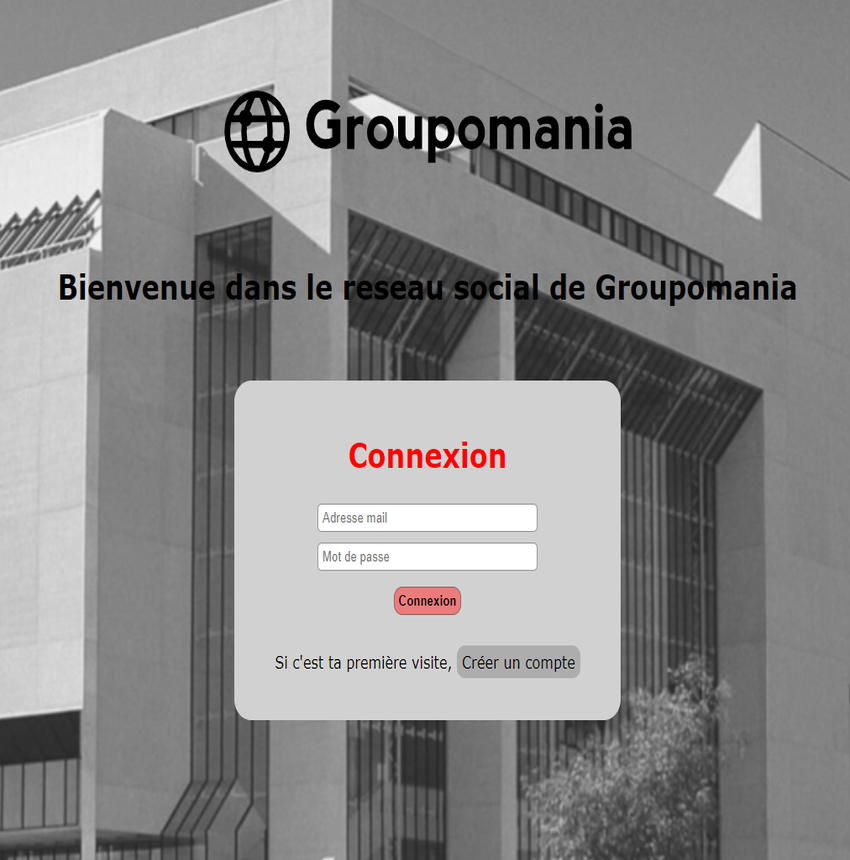 Groupomania
Bienvenue dans le reseau social de Groupomania
Connexion
Adresse mail
Mot de passe
Connexion
Si c'est ta première visite, Créer un compte